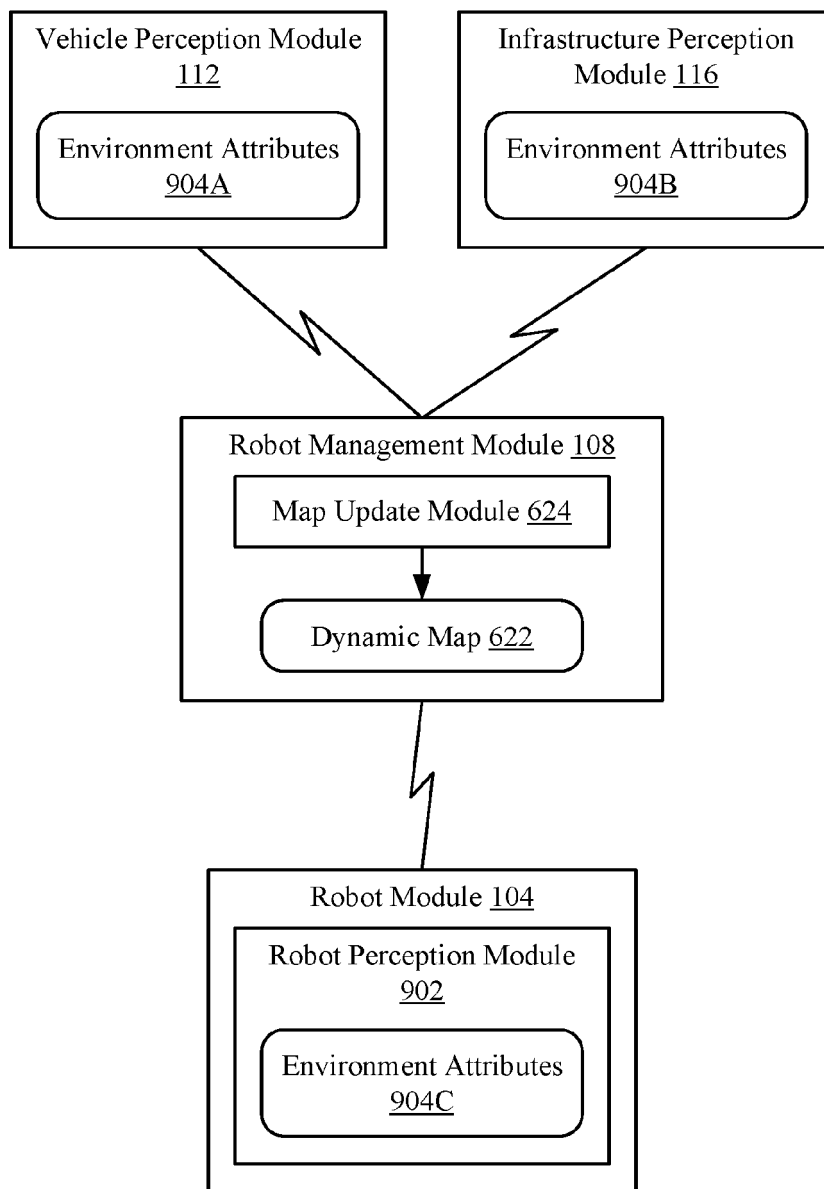 Vehicle Perception Module
112
Environment Attributes
904A
Infrastructure Perception
Module 116
Environment Attributes
904B
Robot Management Module 108
Map Update Module 624
Dynamic Map 622
Robot Module 104
Robot Perception Module
902
Environment Attributes
904C